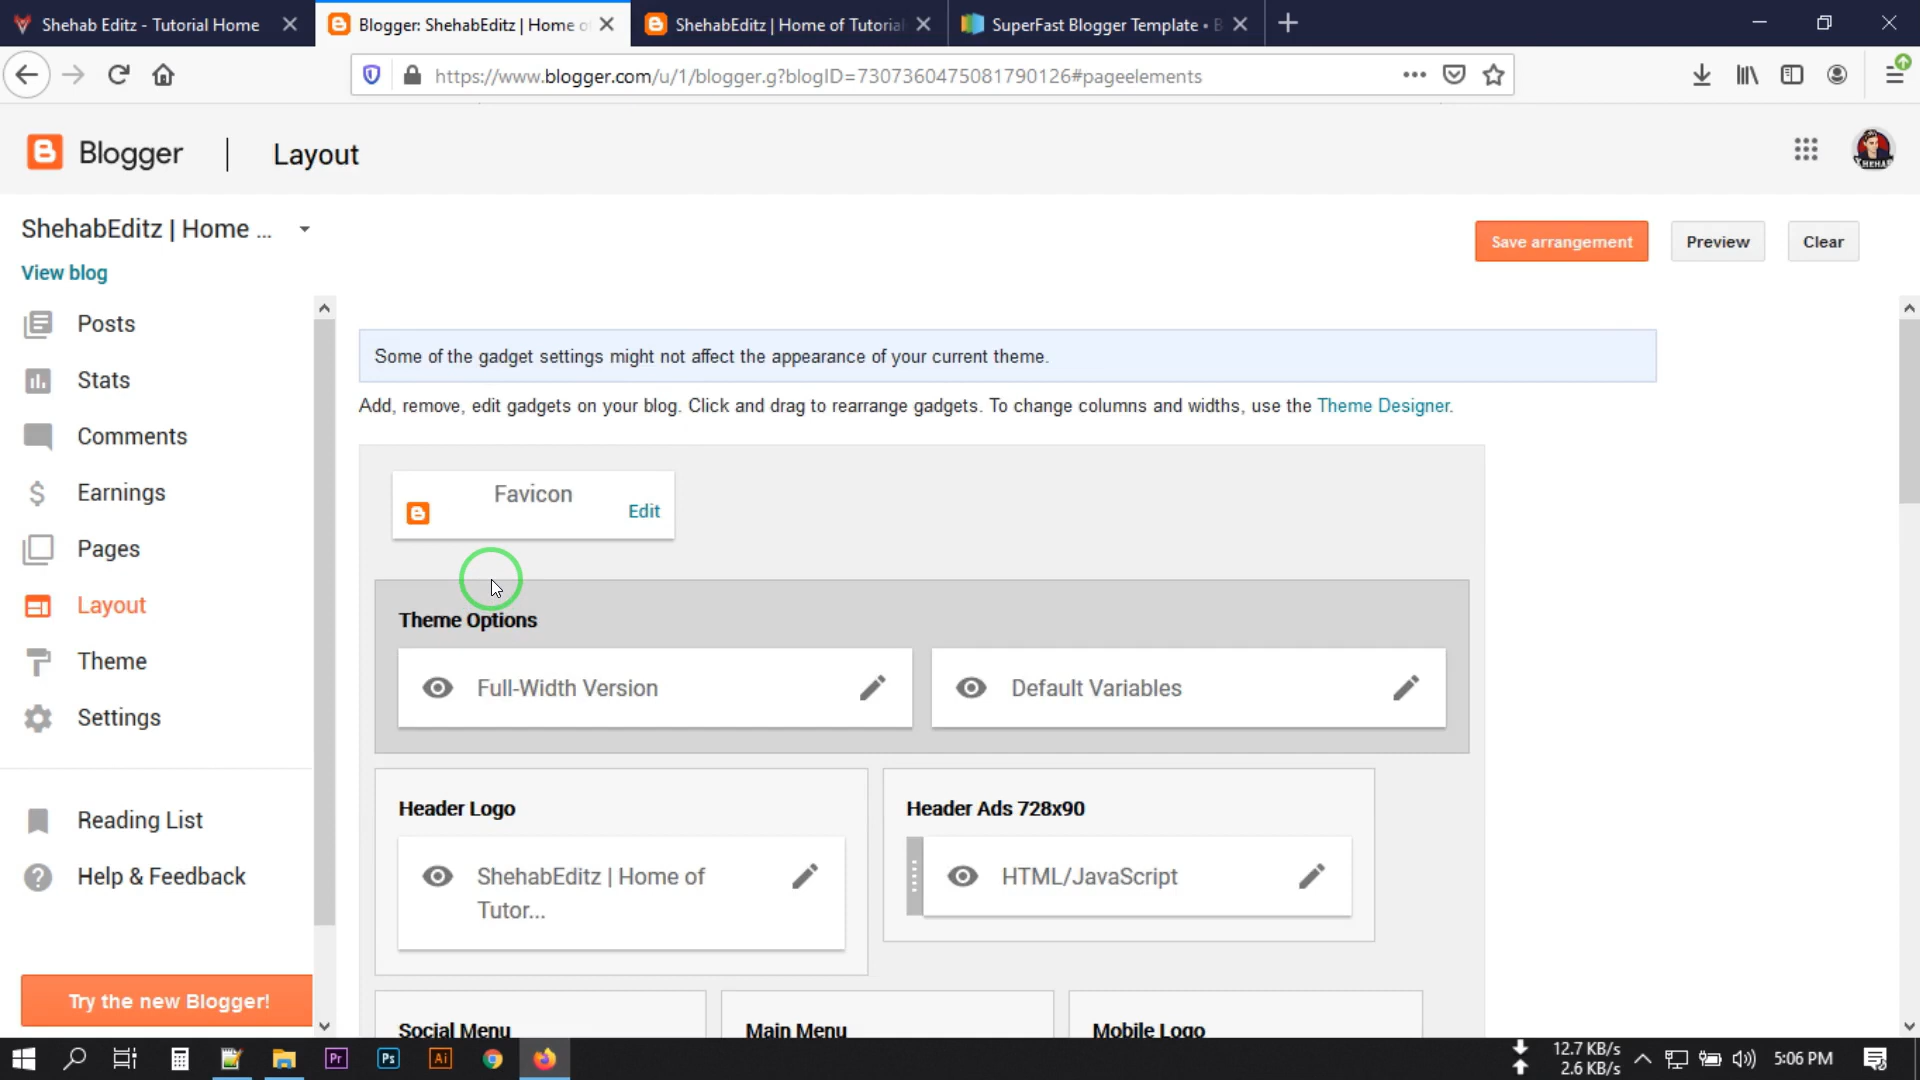 Shehab Editz - Tutorial Home
Blogger: ShehabEditz | Home o
ShehabEditz | Home of Tutorial
SuperFast Blogger Template • B
https://www.blogger.com/u/1/blogger.g?blogID=7307360475081790126#pageelements
Blogger | Layout
ShehabEditz | Home ...
Save arrangement
Preview
Clear
View blog
Posts
Stats
Comments
Earnings
Pages
Layout
Theme
Settings
Reading List
Help & Feedback
Try the new Blogger!
Some of the gadget settings might not affect the appearance of your current theme.
Add, remove, edit gadgets on your blog. Click and drag to rearrange gadgets. To change columns and widths, use the Theme Designer.
Favicon
Edit
Theme Options
Full-Width Version
Default Variables
Header Logo
ShehabEditz | Home of
Tutor...
Header Ads 728x90
HTML/JavaScript
Social Menu
Main Menu
Mobile Logo
Pr
Ps
Ai
12.7 KB/s
2.6 KB/s
5:06 PM